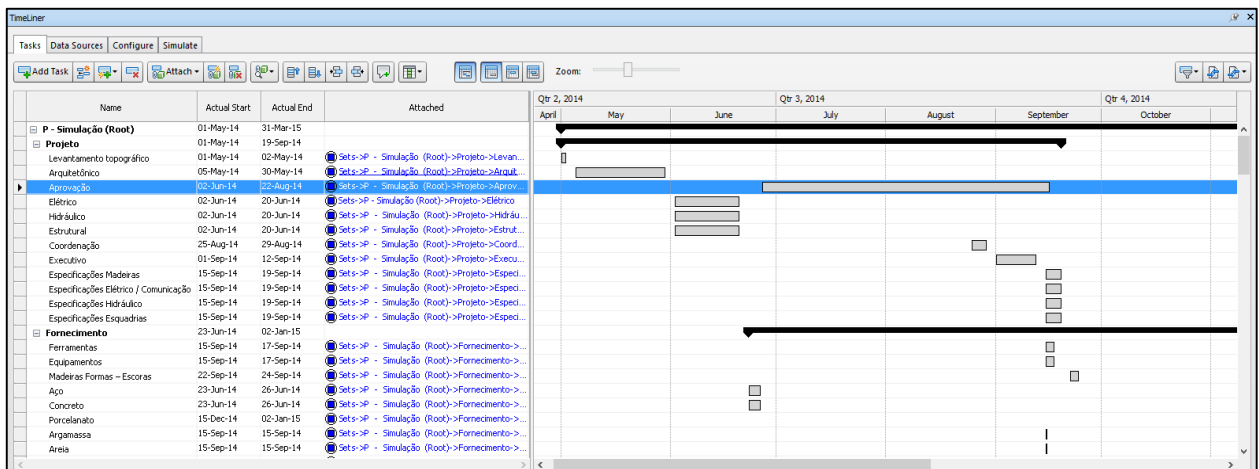 TimeLiner
Tasks Data Sources Configure Simulate
Add Task Attach Zoom:
Name Actual Start Actual End Attached Qtr 2, 2014 Qtr 3, 2014 Qtr 4, 2014
April May June July August September October
P - Simulação (Root) 01-May-14 31-Mar-15
Projeto 01-May-14 19-Sep-14
Levantamento topográfico 01-May-14 02-May-14 Sets->P - Simulação (Root)->Projeto->Levan...
Arquitetônico 05-May-14 30-May-14 Sets->P - Simulação (Root)->Projeto->Arquit...
Aprovação 02-Jun-14 22-Aug-14 Sets->P - Simulação (Root)->Projeto->Aprov...
Elétrico 02-Jun-14 20-Jun-14 Sets->P - Simulação (Root)->Projeto->Elétrico
Hidráulico 02-Jun-14 20-Jun-14 Sets->P - Simulação (Root)->Projeto->Hidráu...
Estrutural 02-Jun-14 20-Jun-14 Sets->P - Simulação (Root)->Projeto->Estrut...
Coordenação 25-Aug-14 29-Aug-14 Sets->P - Simulação (Root)->Projeto->Coord...
Executivo 01-Sep-14 12-Sep-14 Sets->P - Simulação (Root)->Projeto->Execu...
Especificações Madeiras 15-Sep-14 19-Sep-14 Sets->P - Simulação (Root)->Projeto->Especi...
Especificações Elétrico / Comunicação 15-Sep-14 19-Sep-14 Sets->P - Simulação (Root)->Projeto->Especi...
Especificações Hidráulico 15-Sep-14 19-Sep-14 Sets->P - Simulação (Root)->Projeto->Especi...
Especificações Esquadrias 15-Sep-14 19-Sep-14 Sets->P - Simulação (Root)->Projeto->Especi...
Fornecimento 23-Jun-14 02-Jan-15
Ferramentas 15-Sep-14 17-Sep-14 Sets->P - Simulação (Root)->Fornecimento->...
Equipamentos 15-Sep-14 17-Sep-14 Sets->P - Simulação (Root)->Fornecimento->...
Madeiras Formas – Escoras 22-Sep-14 24-Sep-14 Sets->P - Simulação (Root)->Fornecimento->...
Aço 23-Jun-14 26-Jun-14 Sets->P - Simulação (Root)->Fornecimento->...
Concreto 23-Jun-14 26-Jun-14 Sets->P - Simulação (Root)->Fornecimento->...
Porcelanato 15-Dec-14 02-Jan-15 Sets->P - Simulação (Root)->Fornecimento->...
Argamassa 15-Sep-14 15-Sep-14 Sets->P - Simulação (Root)->Fornecimento->...
Areia 15-Sep-14 15-Sep-14 Sets->P - Simulação (Root)->Fornecimento->...